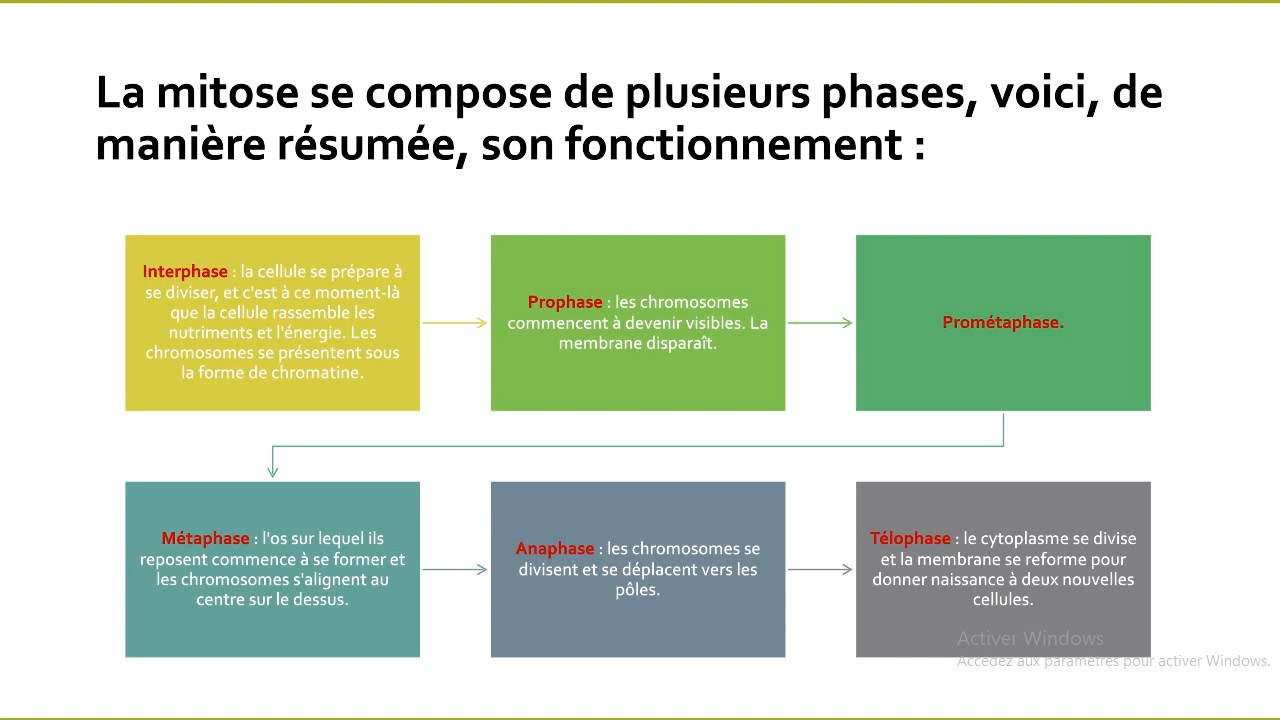 La mitose se compose de plusieurs phases, voici, de
manière résumée, son fonctionnement :
Interphase : la cellule se prépare à
se diviser, et c'est à ce moment-là
que la cellule rassemble les
nutriments et l'énergie. Les
chromosomes se présentent sous
la forme de chromatine.
Prophase : les chromosomes
commencent à devenir visibles. La
membrane disparaît.
Prométaphase.
Métaphase : l'os sur lequel ils
reposent commence à se former et
les chromosomes s'alignent au
centre sur le dessus.
Anaphase : les chromosomes se
divisent et se déplacent vers les
pôles.
Télophase : le cytoplasme se divise
et la membrane se reforme pour
donner naissance à deux nouvelles
cellules.
Activer Windows
Accédez aux paramètres pour activer Windows.